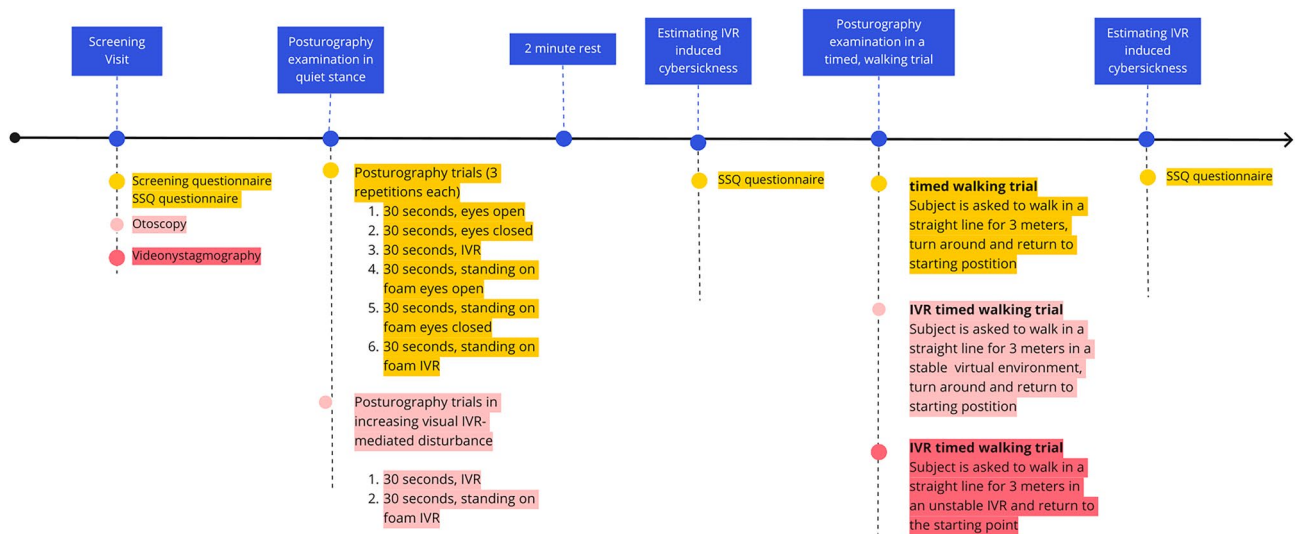 Screening
Visit
Posturography
examination in
quiet stance
2 minute rest
Estimating IVR
induced
cybersickness
Posturography
examination in a
timed, walking trial
Estimating IVR
induced
cybersickness
Screening questionnaire
SSQ questionnaire
Otoscopy
Videonystagmography
Posturography trials (3
repetitions each)
1. 30 seconds, eyes open
2. 30 seconds, eyes closed
3. 30 seconds, IVR
4. 30 seconds, standing on
foam eyes open
5. 30 seconds, standing on
foam eyes closed
6. 30 seconds, standing on
foam IVR
Posturography trials in
increasing visual IVR-
mediated disturbance
1. 30 seconds, IVR
2. 30 seconds, standing on
foam IVR
SSQ questionnaire
timed walking trial
Subject is asked to walk in a
straight line for 3 meters,
turn around and return to
starting postition
IVR timed walking trial
Subject is asked to walk in a
straight line for 3 meters in a
stable virtual environment,
turn around and return to
starting postition
IVR timed walking trial
Subject is asked to walk in a
straight line for 3 meters in
an unstable IVR and return to
the starting point
SSQ questionnaire